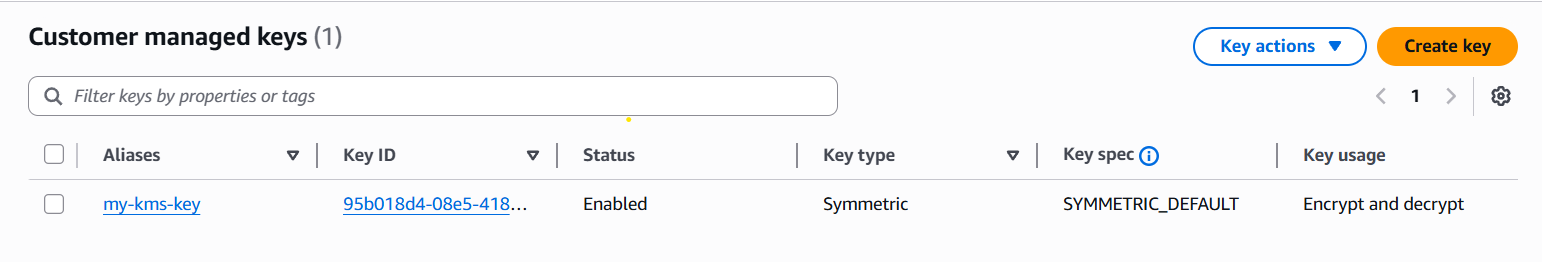 Customer managed keys (1)
Key actions
Create key
Filter keys by properties or tags
1
Aliases Key ID Status Key type Key spec Key usage
my-kms-key 95b018d4-08e5-418... Enabled Symmetric SYMMETRIC_DEFAULT Encrypt and decrypt